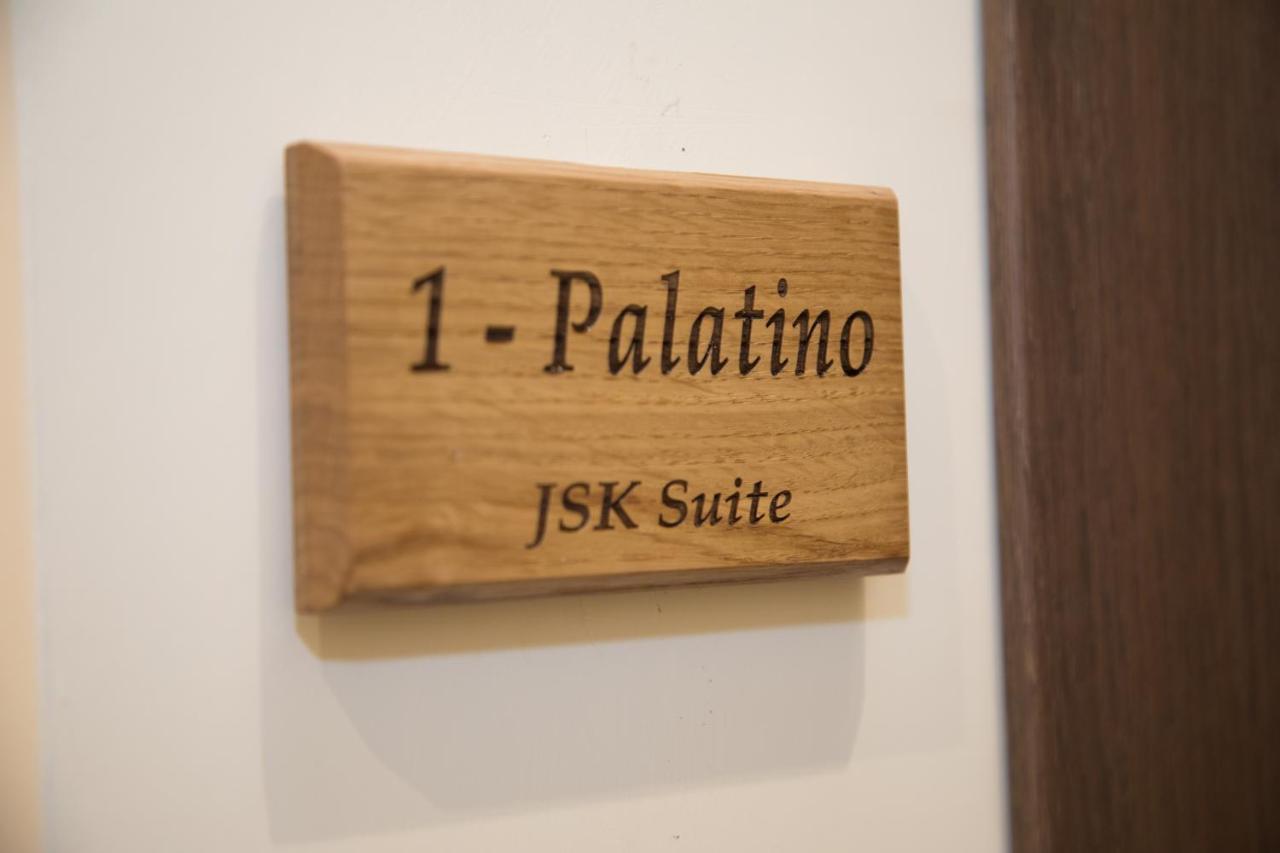 1 - Palatino
JSK Suite